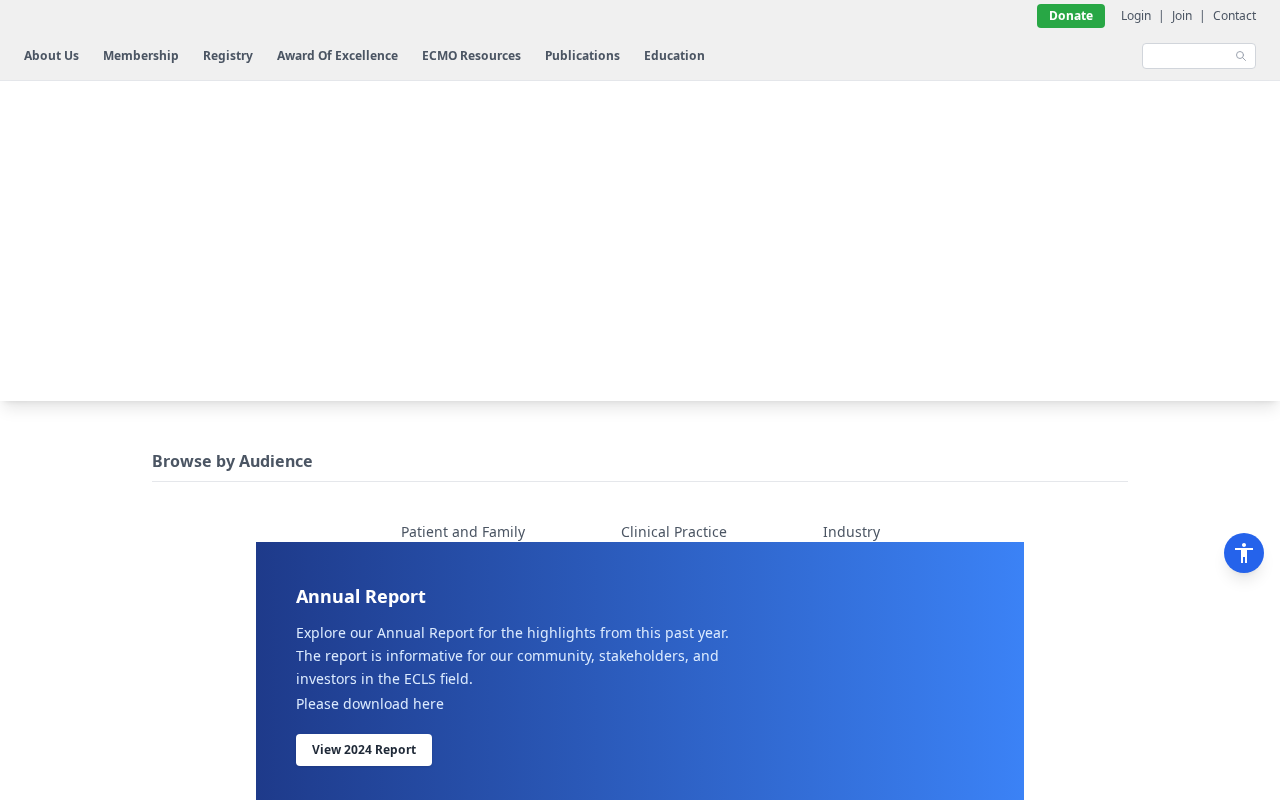 Donate Login | Join | Contact
About Us Membership Registry Award Of Excellence ECMO Resources Publications Education
Browse by Audience
Patient and Family Clinical Practice Industry
Annual Report
Explore our Annual Report for the highlights from this past year.
The report is informative for our community, stakeholders, and
investors in the ECLS field.
Please download here
View 2024 Report